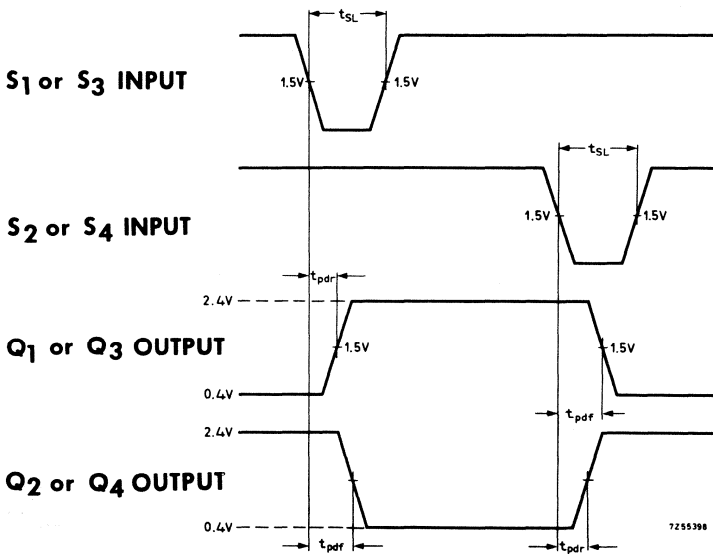 tSL
S1 or S3 INPUT
1.5V
1.5V
tSL
S2 or S4 INPUT
1.5V
1.5V
tpdr
2.4V
Q1 or Q3 OUTPUT
1.5V
1.5V
0.4V
tpdf
2.4V
Q2 or Q4 OUTPUT
0.4V
7Z55398
tpdf
tpdr